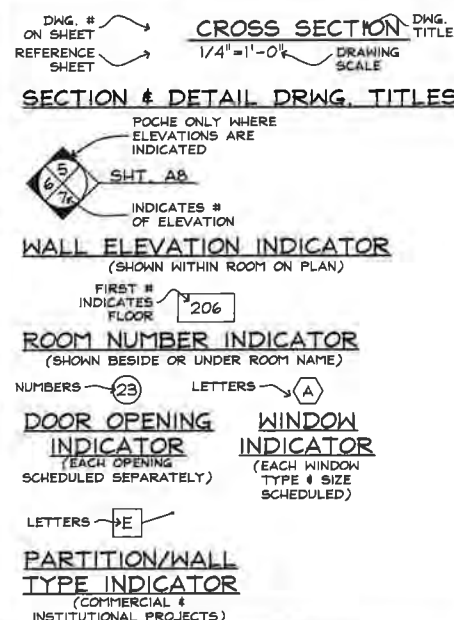 DWG. #
ON SHEET
REFERENCE
SHEET
CROSS SECTION
1/4"=1'-0"
DWG.
TITLE
DRAWING
SCALE
SECTION & DETAIL DRWG. TITLES
POCHE ONLY WHERE
ELEVATIONS ARE
INDICATED
5
6
7
SHT. A8
INDICATES #
OF ELEVATION
WALL ELEVATION INDICATOR
(SHOWN WITHIN ROOM ON PLAN)
FIRST #
INDICATES
FLOOR
206
ROOM NUMBER INDICATOR
(SHOWN BESIDE OR UNDER ROOM NAME)
NUMBERS
23
LETTERS
A
DOOR OPENING
INDICATOR
(EACH OPENING
SCHEDULED SEPARATELY)
WINDOW
INDICATOR
(EACH WINDOW
TYPE & SIZE
SCHEDULED)
LETTERS
E
PARTITION/WALL
TYPE INDICATOR
(COMMERCIAL &
INSTITUTIONAL PROJECTS)